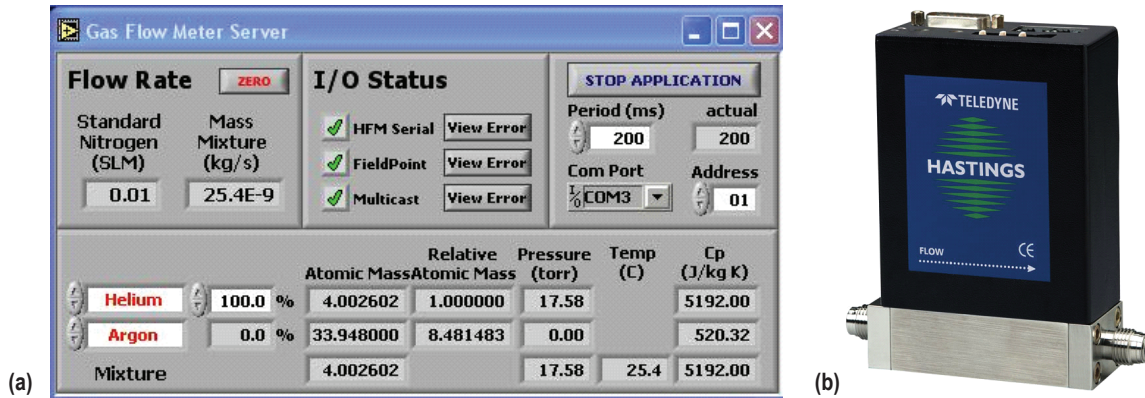 Gas Flow Meter Server
Flow Rate
ZERO
Standard
Nitrogen
(SLM)
0.01
Mass
Mixture
(kg/s)
25.4E-9
I/O Status
HFM Serial View Error
FieldPoint View Error
Multicast View Error
STOP APPLICATION
Period (ms) actual
200 200
Com Port Address
COM3 01
Relative Pressure Temp Cp
Atomic Mass Atomic Mass (torr) (C) (J/kg K)
Helium 100.0 % 4.002602 1.000000 17.58 5192.00
Argon 0.0 % 33.948000 8.481483 0.00 520.32
Mixture 4.002602 17.58 25.4 5192.00
(a)
TELEDYNE
HASTINGS
FLOW CE
(b)